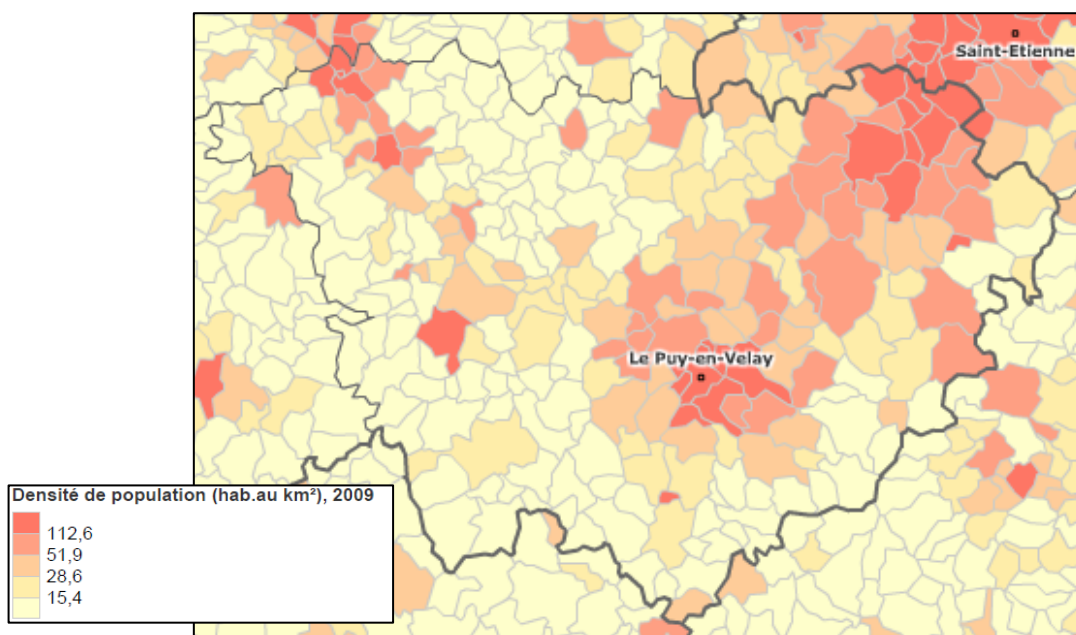 Saint-Etienne
Le Puy-en-Velay
Densité de population (hab.au km²), 2009
112,6
51,9
28,6
15,4